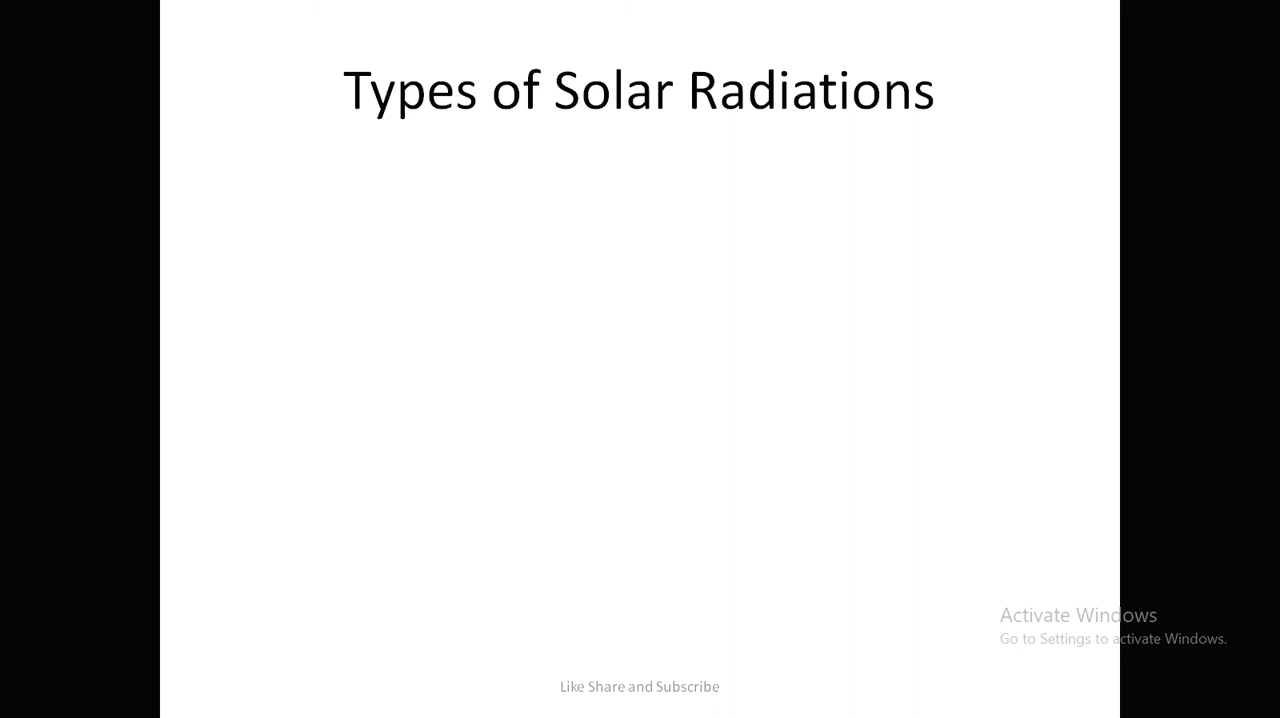 Types of Solar Radiations
Activate Windows
Go to Settings to activate Windows.
Like Share and Subscribe